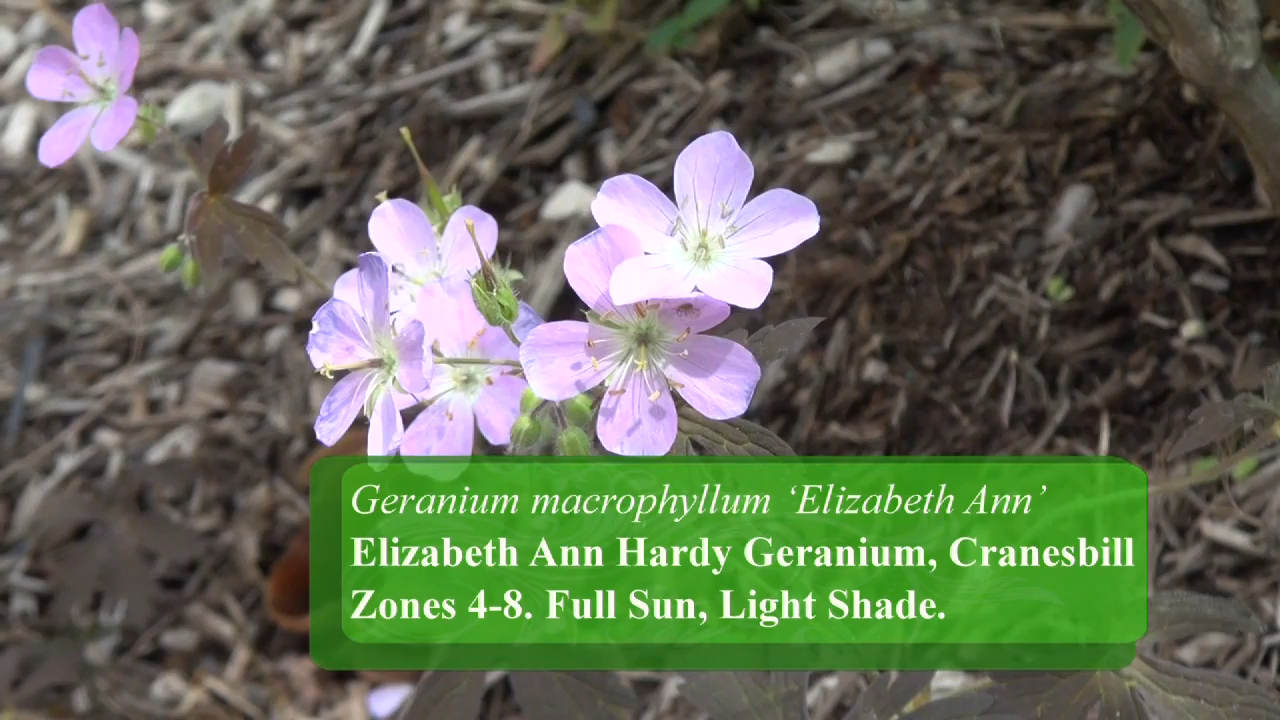 Geranium macrophyllum ‘Elizabeth Ann’
Elizabeth Ann Hardy Geranium, Cranesbill
Zones 4-8. Full Sun, Light Shade.